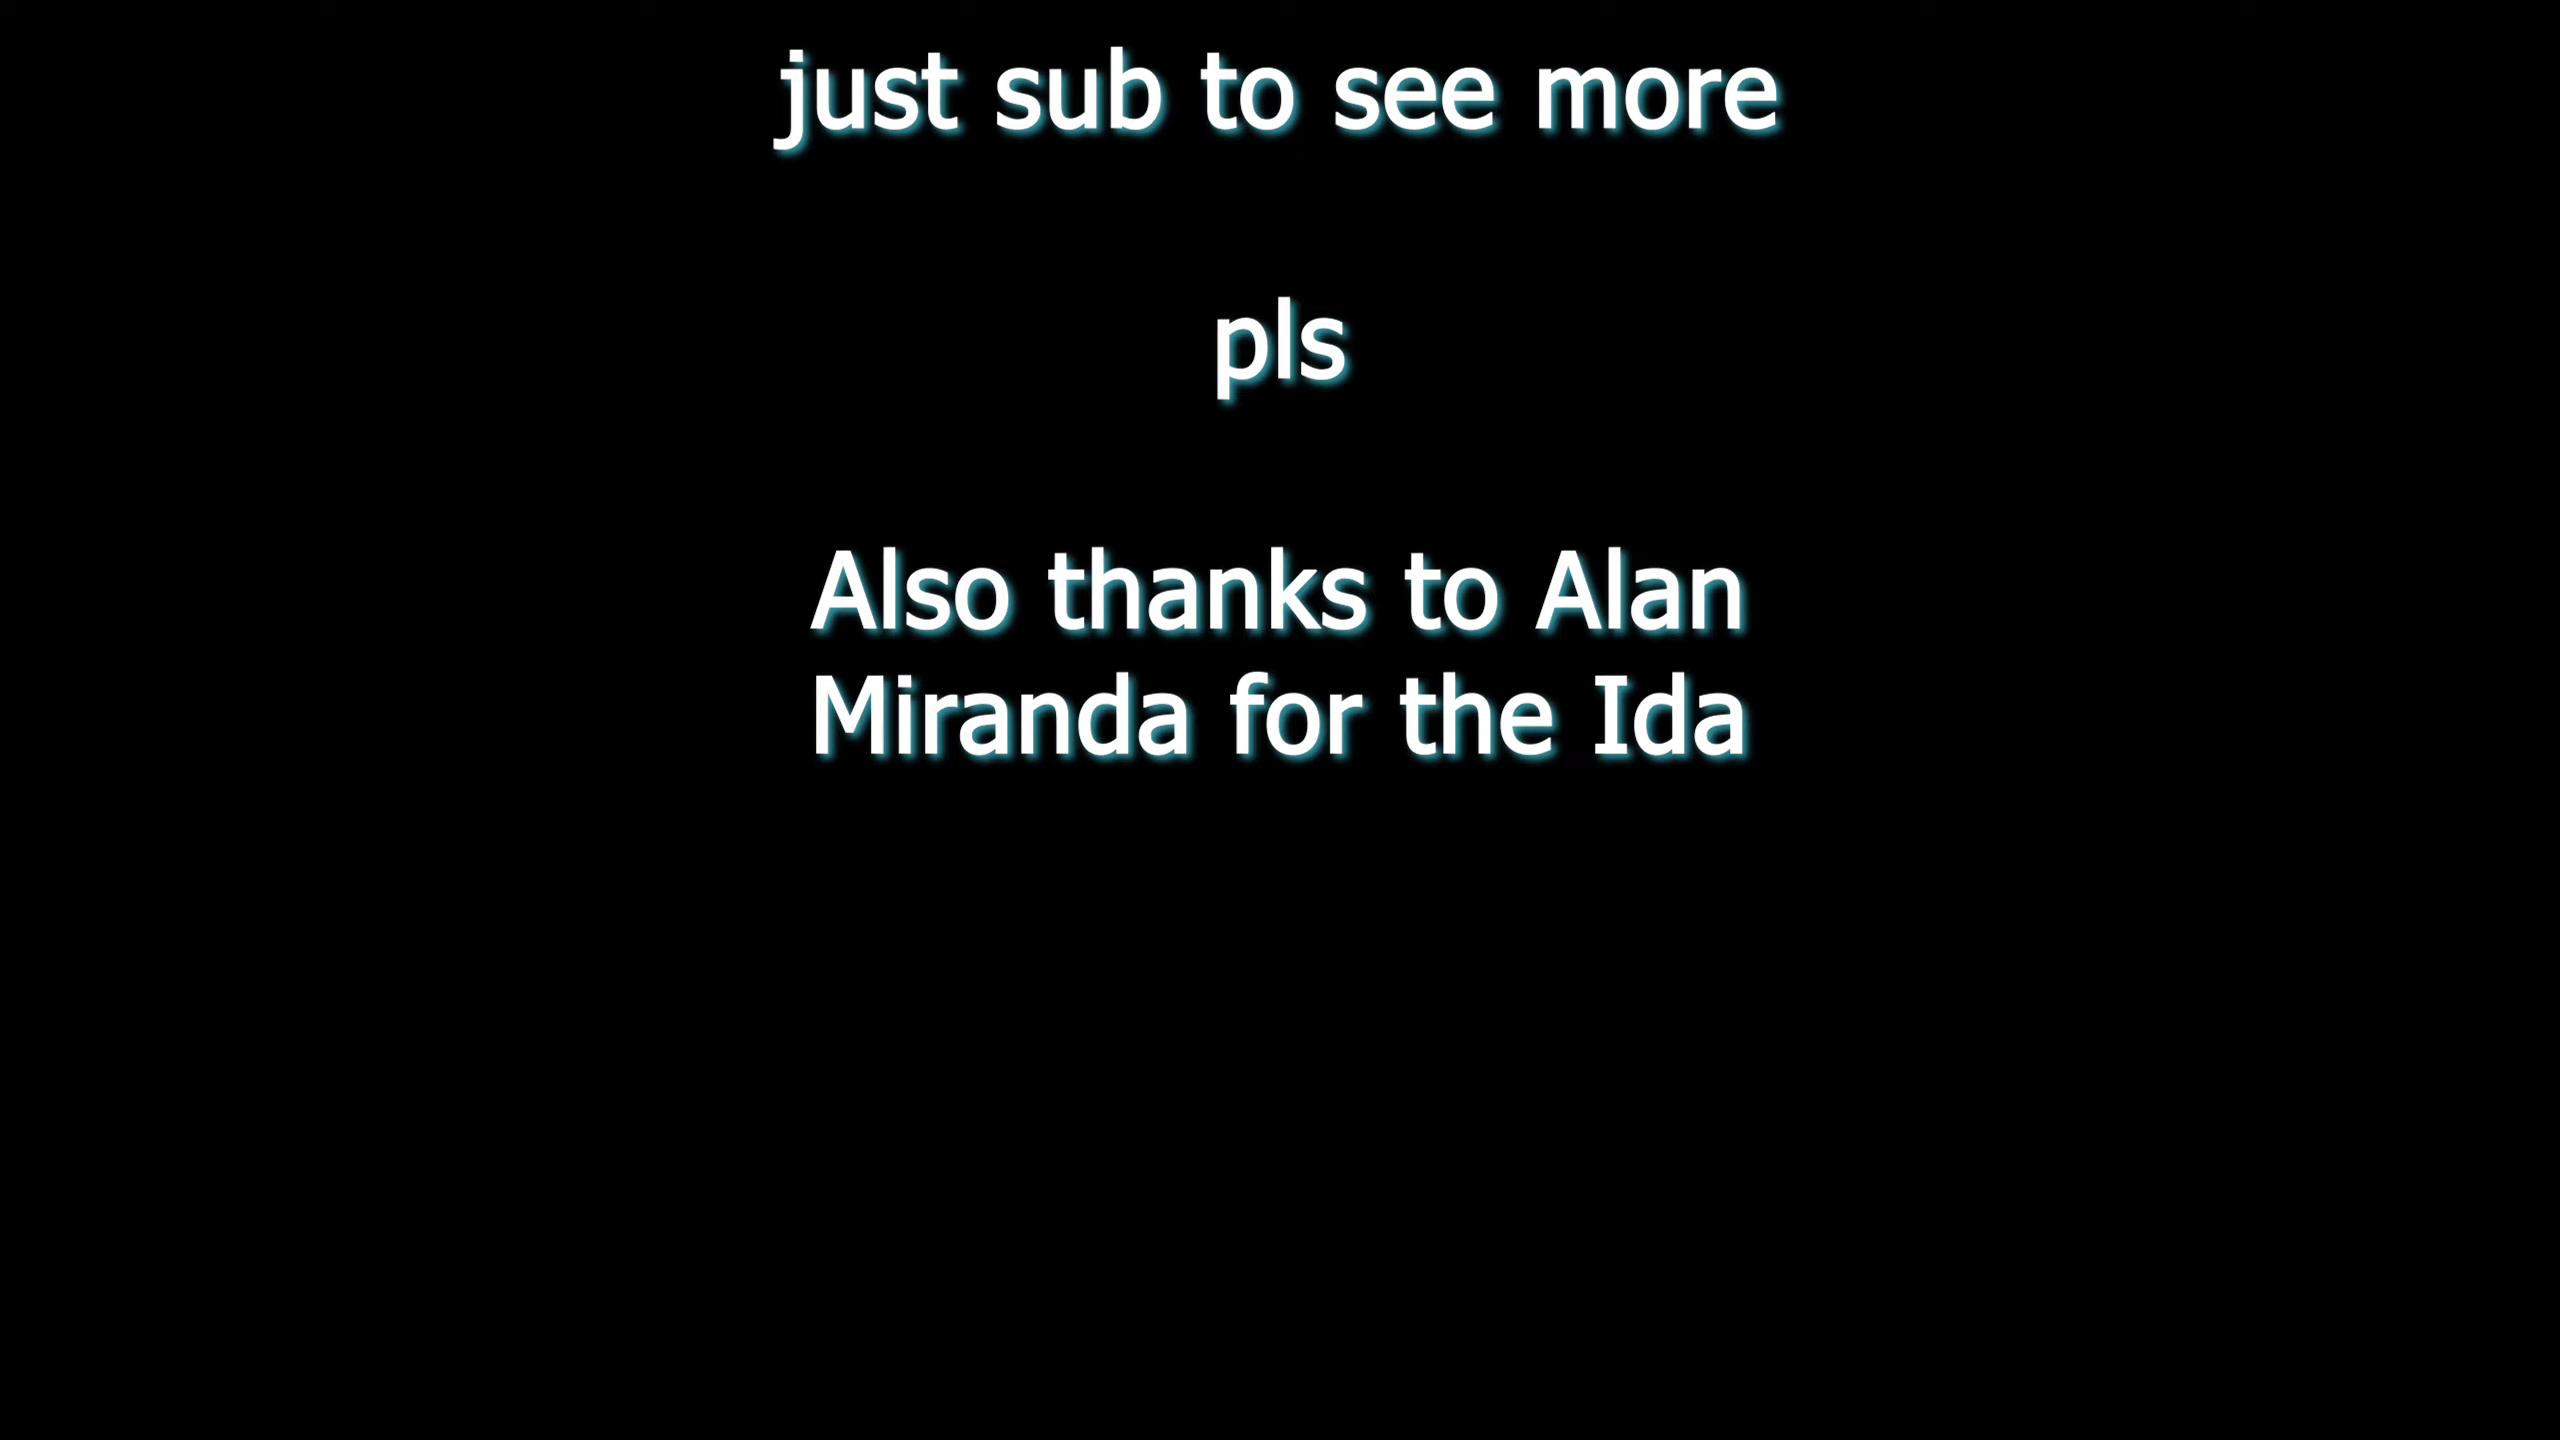 just sub to see more
pls
Also thanks to Alan
Miranda for the Ida